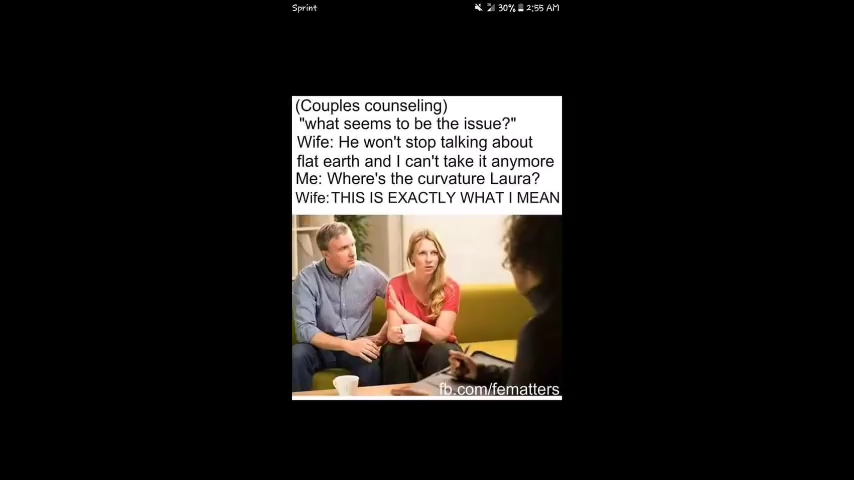 Sprint
30% 2:55 AM
(Couples counseling)
"what seems to be the issue?"
Wife: He won't stop talking about
flat earth and I can't take it anymore
Me: Where's the curvature Laura?
Wife:THIS IS EXACTLY WHAT I MEAN
fb.com/fematters